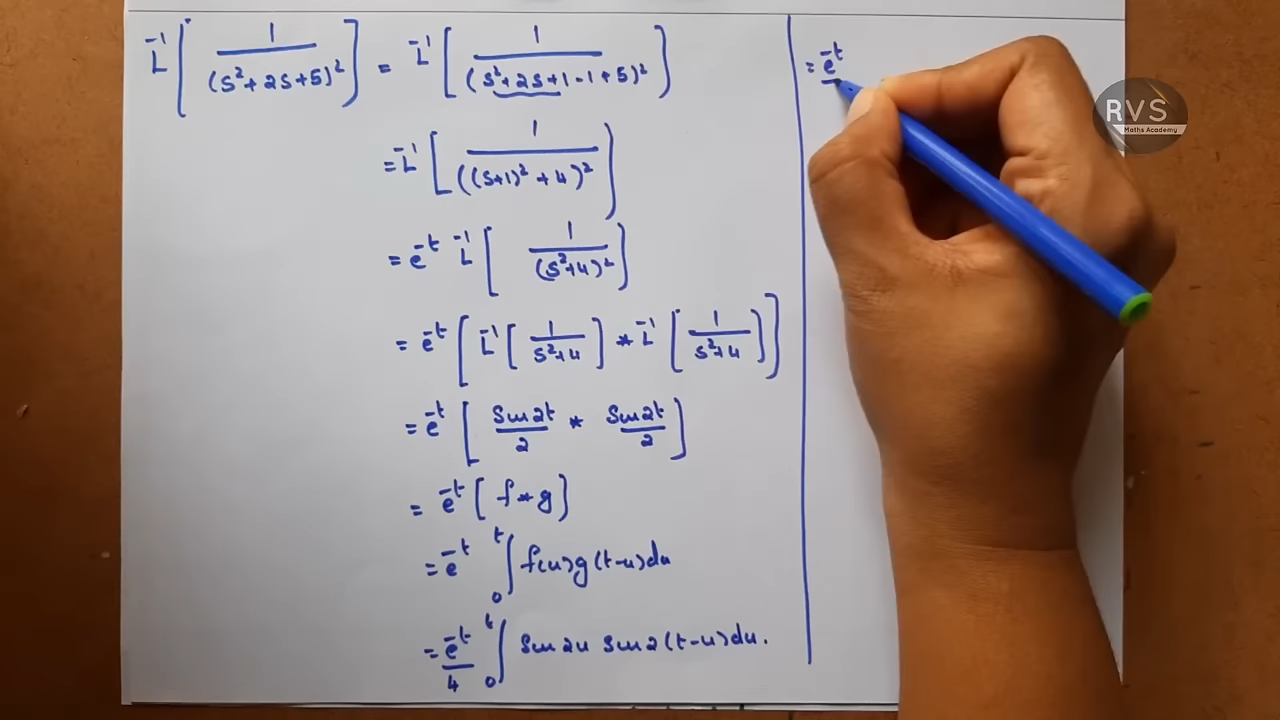 L⁻¹[ 1/(s²+2s+5)² ] = L⁻¹[ 1/(s²+2s+1-1+5)² ]
= L⁻¹[ 1/((s+1)²+4)² ]
= e⁻ᵗ L⁻¹[ 1/(s²+4)² ]
= e⁻ᵗ [ L⁻¹[ 1/(s²+4) ] * L⁻¹[ 1/(s²+4) ] ]
= e⁻ᵗ [ Sin2t/2 * Sin2t/2 ]
= e⁻ᵗ [ f*g ]
= e⁻ᵗ ∫₀ᵗ f(u)g(t-u)du
= e⁻ᵗ/4 ∫₀ᵗ Sin2u Sin2(t-u)du.
= e⁻ᵗ
RVS
Maths Academy